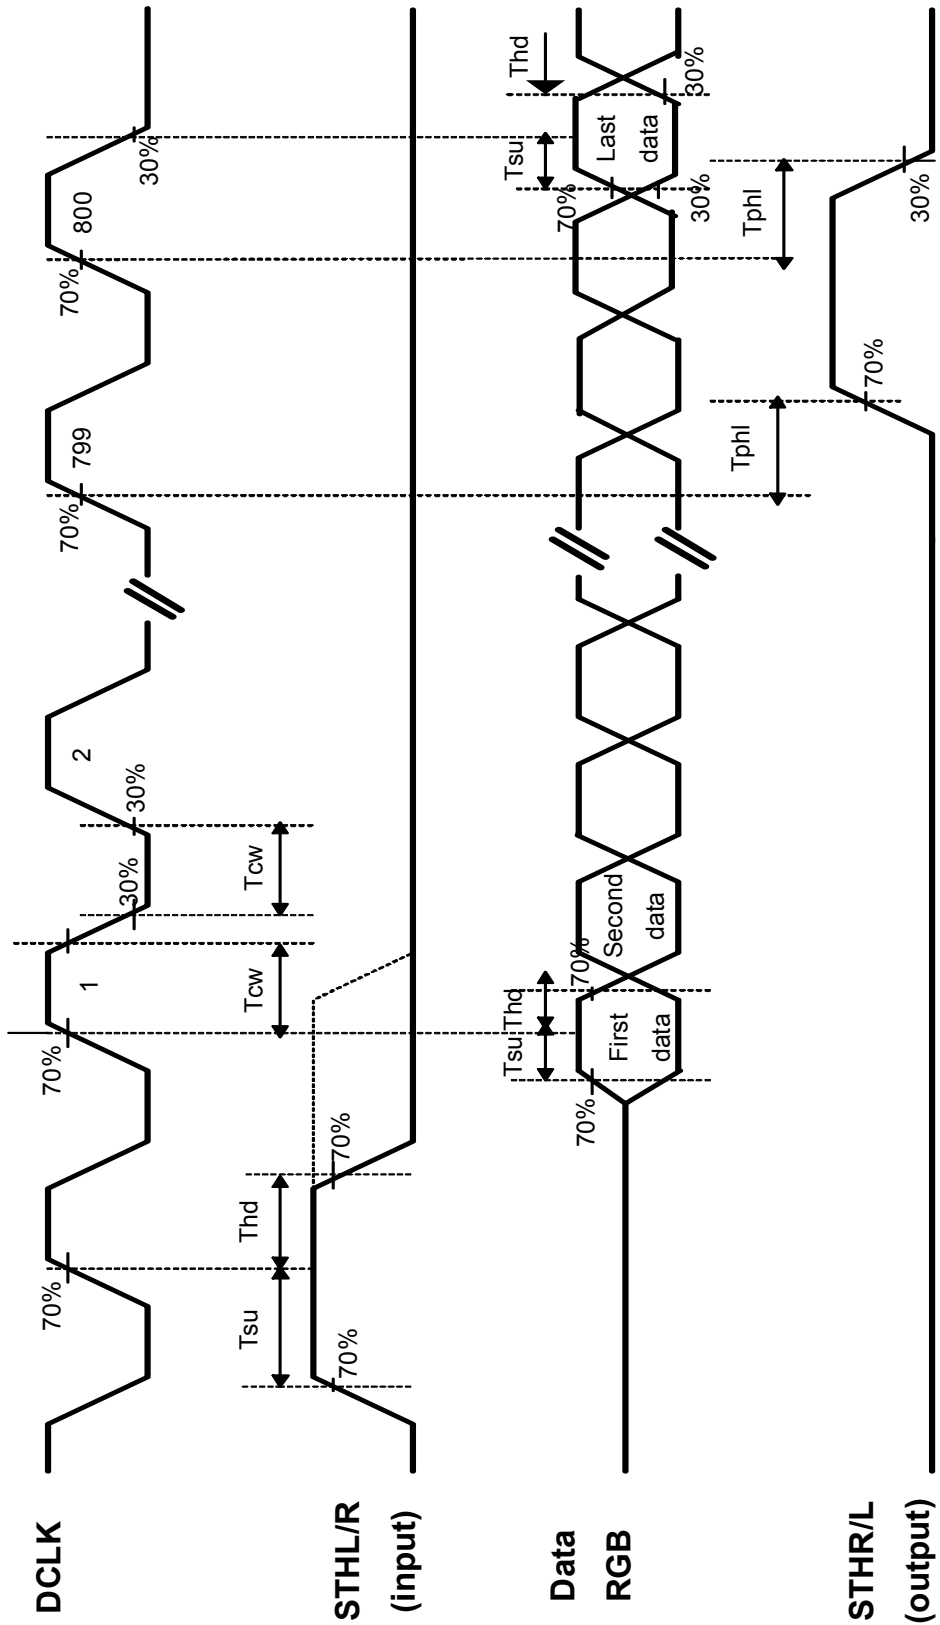 DCLK
70%
70%
1
30%
30%
2
70%
799
70%
800
30%
Tcw
Tcw
STHL/R
(input)
Tsu
Thd
70%
70%
Data
RGB
Tsu
Thd
70%
First
data
70%
Second
data
Tsu
Thd
70%
30%
Last
data
30%
STHR/L
(output)
Tphl
70%
Tphl
30%